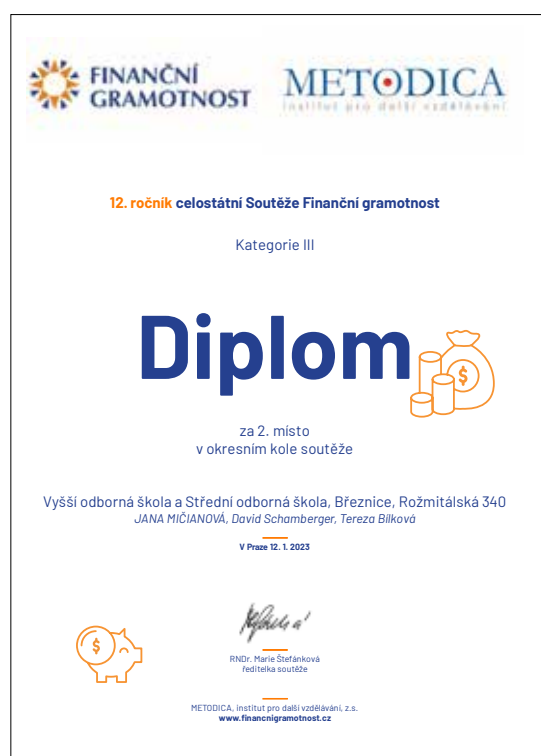 FINANČNÍ
GRAMOTNOST
METODICA
institut pro další vzdělávání
12. ročník celostátní Soutěže Finanční gramotnost
Kategorie III
Diplom
$
za 2. místo
v okresním kole soutěže
Vyšší odborná škola a Střední odborná škola, Březnice, Rožmitálská 340
JANA MIČIANOVÁ, David Schamberger, Tereza Bílková
V Praze 12. 1. 2023
$
RNDr. Marie Štefánková
ředitelka soutěže
METODICA, institut pro další vzdělávání, z.s.
www.financnigramotnost.cz